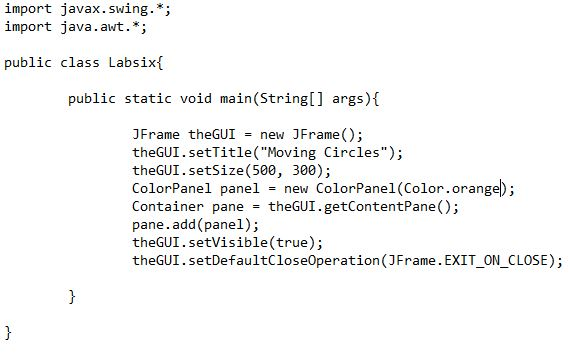 import javax.swing.*;
import java.awt.*;
public class Labsix{
public static void main(String[] args){
JFrame theGUI = new JFrame();
theGUI.setTitle("Moving Circles");
theGUI.setSize(500, 300);
ColorPanel panel = new ColorPanel(Color.orange);
Container pane = theGUI.getContentPane();
pane.add(panel);
theGUI.setVisible(true);
theGUI.setDefaultCloseOperation(JFrame.EXIT_ON_CLOSE);
}
}